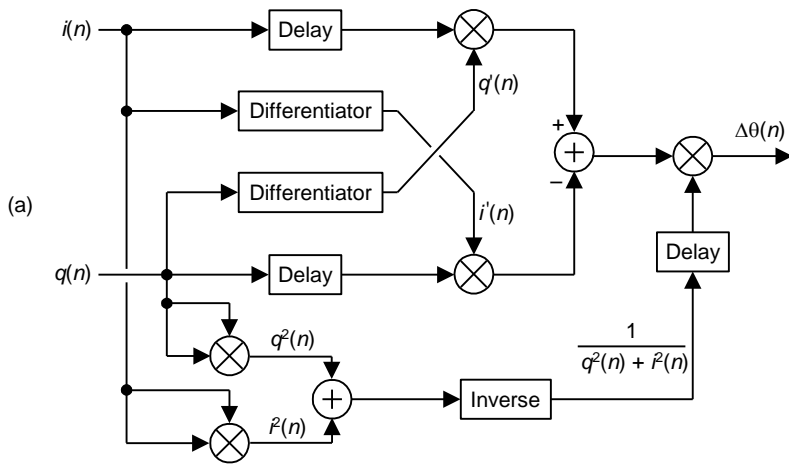 i(n)
Delay
q'(n)
Differentiator
Δθ(n)
+
+
−
(a)
Differentiator
i'(n)
q(n)
Delay
Delay
q²(n)
1
q²(n) + i²(n)
+
Inverse
i²(n)